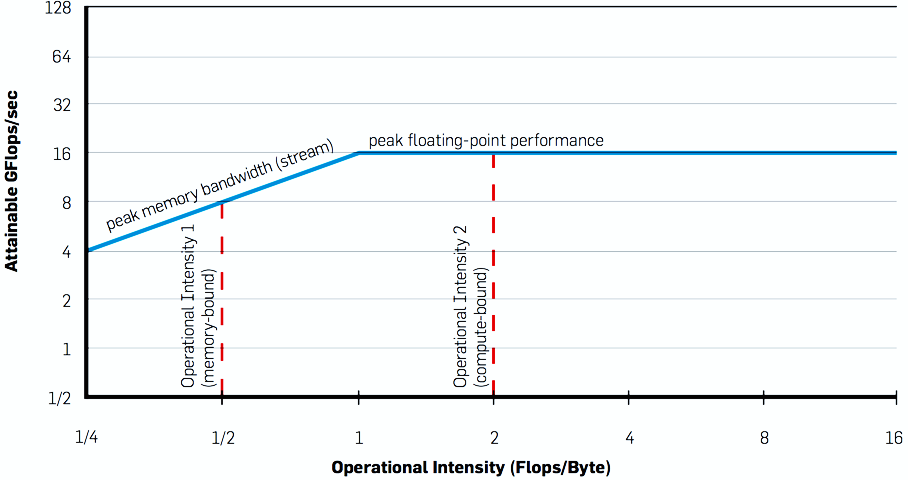 128
64
32
16
8
4
2
1
1/2
Attainable GFlops/sec
peak memory bandwidth (stream)
peak floating-point performance
Operational Intensity 1
(memory-bound)
Operational Intensity 2
(compute-bound)
1/4
1/2
1
2
4
8
16
Operational Intensity (Flops/Byte)